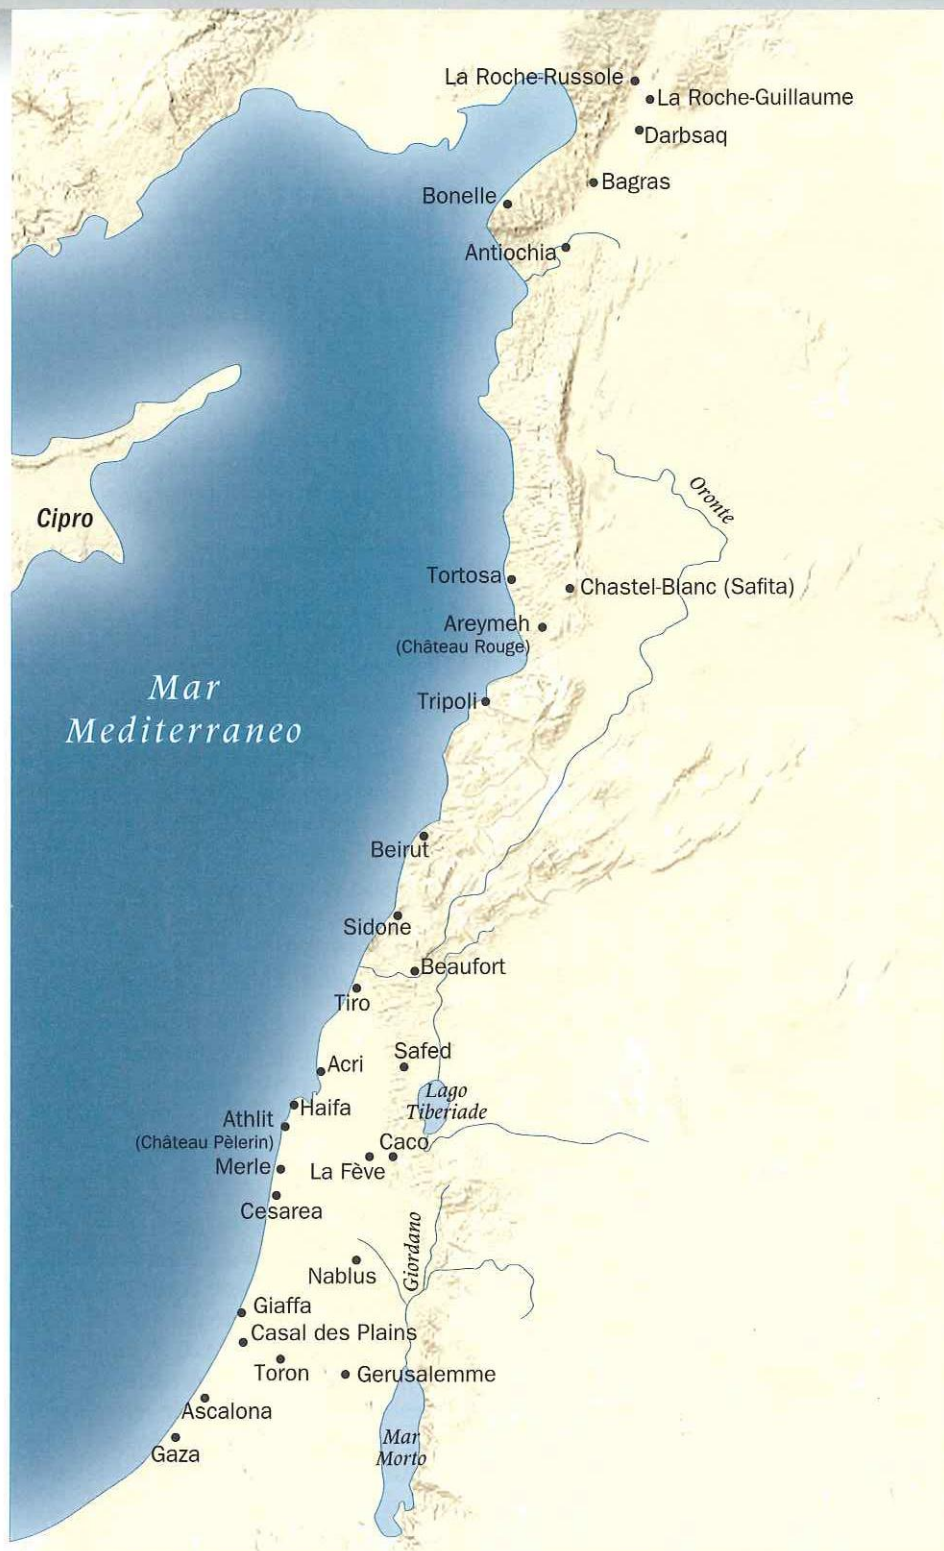 La Roche-Russole
La Roche-Guillaume
Darbsaq
Bagras
Bonelle
Antiochia
Oronte
Cipro
Tortosa
Chastel-Blanc (Safita)
Areymeh
(Château Rouge)
Mar
Mediterraneo
Tripoli
Beirut
Sidone
Beaufort
Tiro
Safed
Acri
Lago
Tiberiade
Haifa
Athlit
(Château Pèlerin)
Caco
Merle
La Fève
Cesarea
Giordano
Nablus
Giaffa
Casal des Plains
Toron
Gerusalemme
Ascalona
Mar
Morto
Gaza